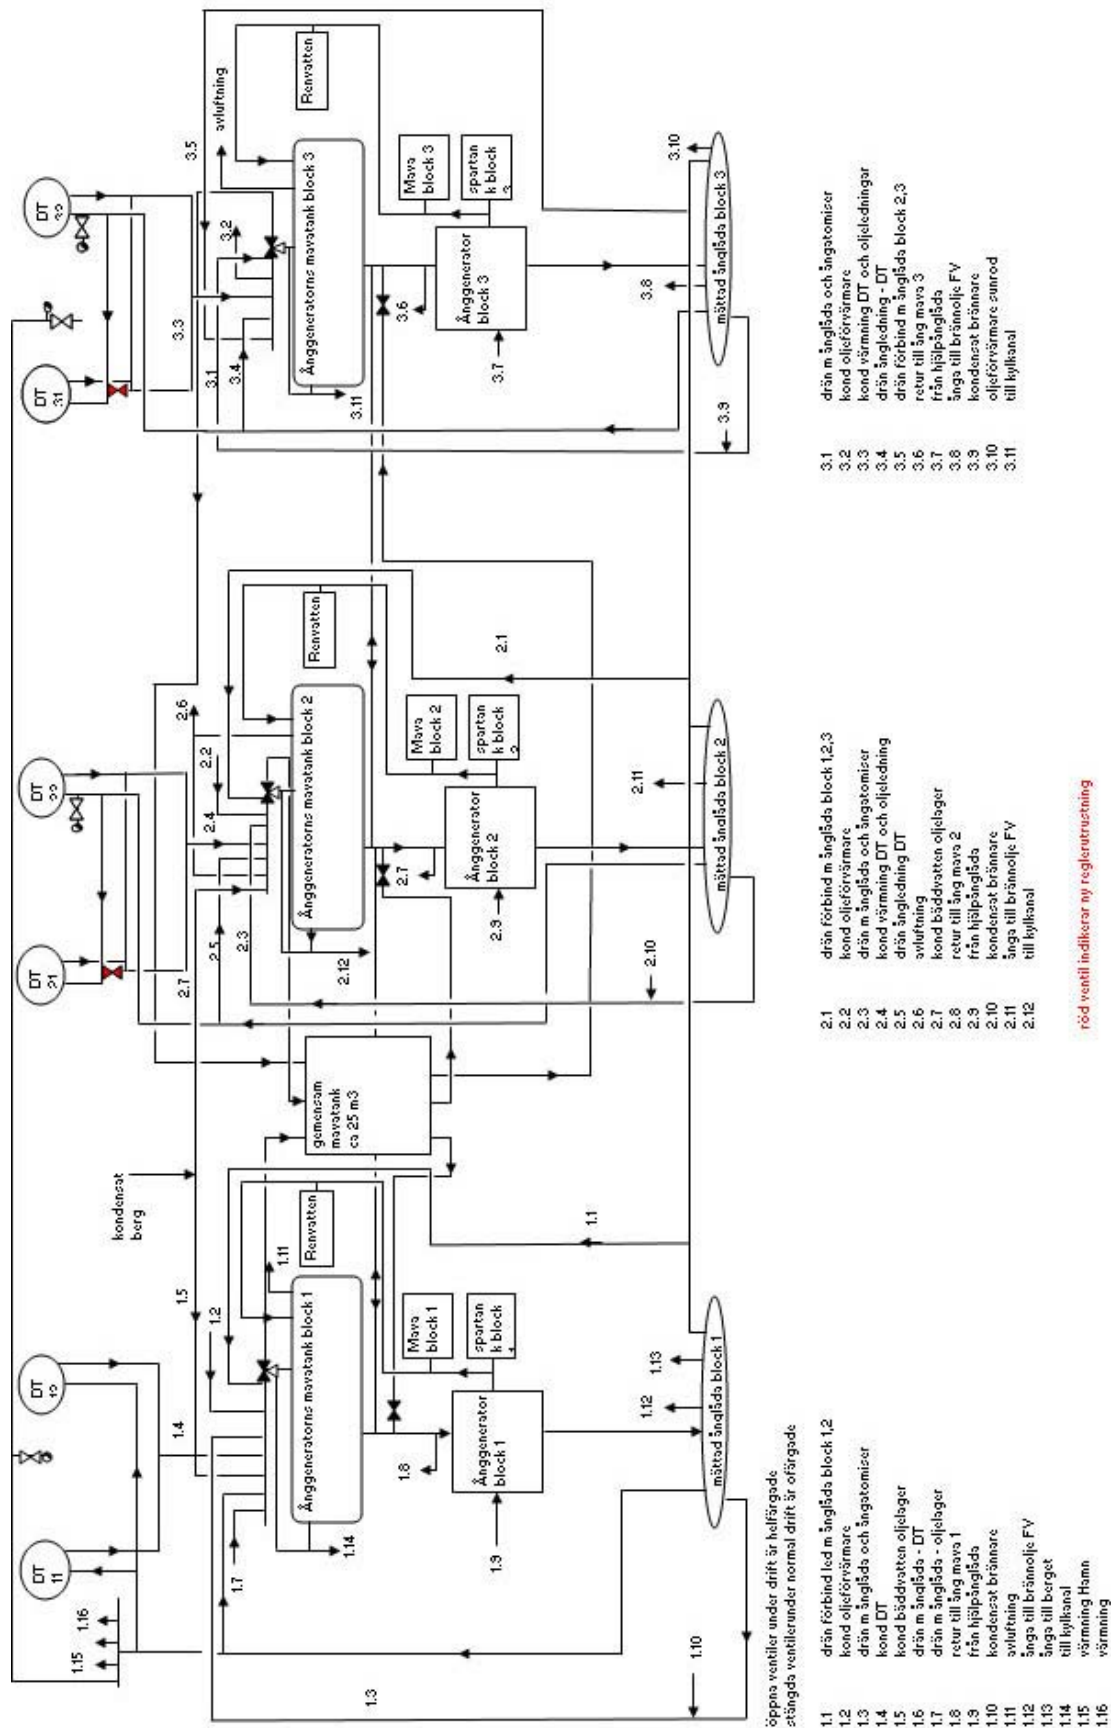 DT
11
DT
12
DT
21
DT
22
DT
31
DT
32
1.15
1.16
1.4
1.5
1.2
1.7
1.3
kondensat
berg
Ånggeneratorns mavatank block 1
1.14
1.11
Renvatten
Mava
block 1
spartan
k block
1
1.8
1.9
Ånggenerator
block 1
1.1
1.10
1.12
1.13
mättad ånglåda block 1
gemensam
mavatank
ca 25 m3
2.7
2.5
2.3
2.4
2.2
2.6
Ånggeneratorns mavatank block 2
2.12
Renvatten
Mava
block 2
spartan
k block
2
2.7
2.9
Ånggenerator
block 2
2.1
2.10
2.11
mättad ånglåda block 2
3.3
3.5
3.1
3.4
3.2
avluftning
Ånggeneratorns mavatank block 3
3.11
Renvatten
Mava
block 3
spartan
k block
3
3.6
3.7
Ånggenerator
block 3
3.8
3.9
3.10
mättad ånglåda block 3
öppna ventiler under drift är helfärgade
stängda ventilerunder normal drift är ofärgade
1.1 drän förbind led m ånglåda block 1,2
1.2 kond oljeförvärmare
1.3 drän m ånglåda och ångatomiser
1.4 kond DT
1.5 kond bäddvatten oljelager
1.6 drän m ånglåda - DT
1.7 drän m ånglåda - oljelager
1.8 retur till ång mava 1
1.9 från hjälpånglåda
1.10 kondensat brännare
1.11 avluftning
1.12 ånga till brännolje FV
1.13 ånga till berget
1.14 till kylkanal
1.15 värmning Hamn
1.16 värmning
2.1 drän förbind m ånglåda block 1,2,3
2.2 kond oljeförvärmare
2.3 drän m ånglåda och ångatomiser
2.4 kond värmning DT och oljeledning
2.5 drän ångledning DT
2.6 avluftning
2.7 kond bäddvatten oljelager
2.8 retur till ång mava 2
2.9 från hjälpånglåda
2.10 kondensat brännare
2.11 ånga till brännolje FV
2.12 till kylkanal
röd ventil indikerar ny reglerutrustning
3.1 drän m ånglåda och ångatomiser
3.2 kond oljeförvärmare
3.3 kond värmning DT och oljeledningar
3.4 drän ångledning - DT
3.5 drän förbind m ånglåda block 2,3
3.6 retur till ång mava 3
3.7 från hjälpånglåda
3.8 ånga till brännolje FV
3.9 kondensat brännare
3.10 oljeförvärmare sunrod
3.11 till kylkanal